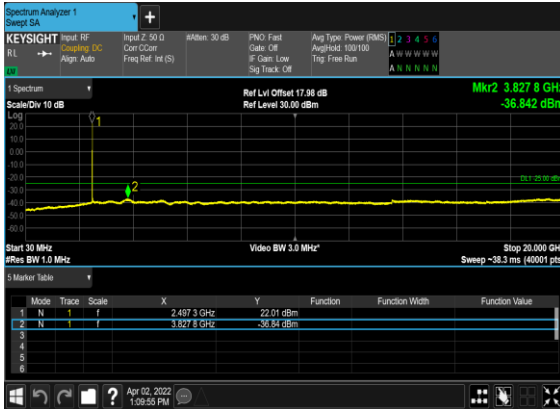 Spectrum Analyzer 1
Swept SA
+
KEYSIGHT Input: RF Input Z: 50 Ω #Atten: 30 dB PNO: Fast Avg Type: Power (RMS) 1 2 3 4 5 6
RL Coupling: DC Corr CCorr Gate: Off Avg|Hold: 100/100 A W W W W W
Align: Auto Freq Ref: Int (S) IF Gain: Low Trig: Free Run
Sig Track: Off A N N N N N
1 Spectrum Ref Lvl Offset 17.98 dB Mkr2 3.827 8 GHz
Scale/Div 10 dB Ref Level 30.00 dBm -36.842 dBm
Log
20.0
10.0
0.00
-10.0
-20.0
-30.0
-40.0
-50.0
-60.0
1
2
DL1 -25.00 dBm
Start 30 MHz Video BW 3.0 MHz* Stop 20.000 GHz
#Res BW 1.0 MHz Sweep ~38.3 ms (40001 pts)
5 Marker Table
Mode Trace Scale X Y Function Function Width Function Value
1 N 1 f 2.497 3 GHz 22.01 dBm
2 N 1 f 3.827 8 GHz -36.84 dBm
3
4
5
6
? Apr 02, 2022
1:09:55 PM